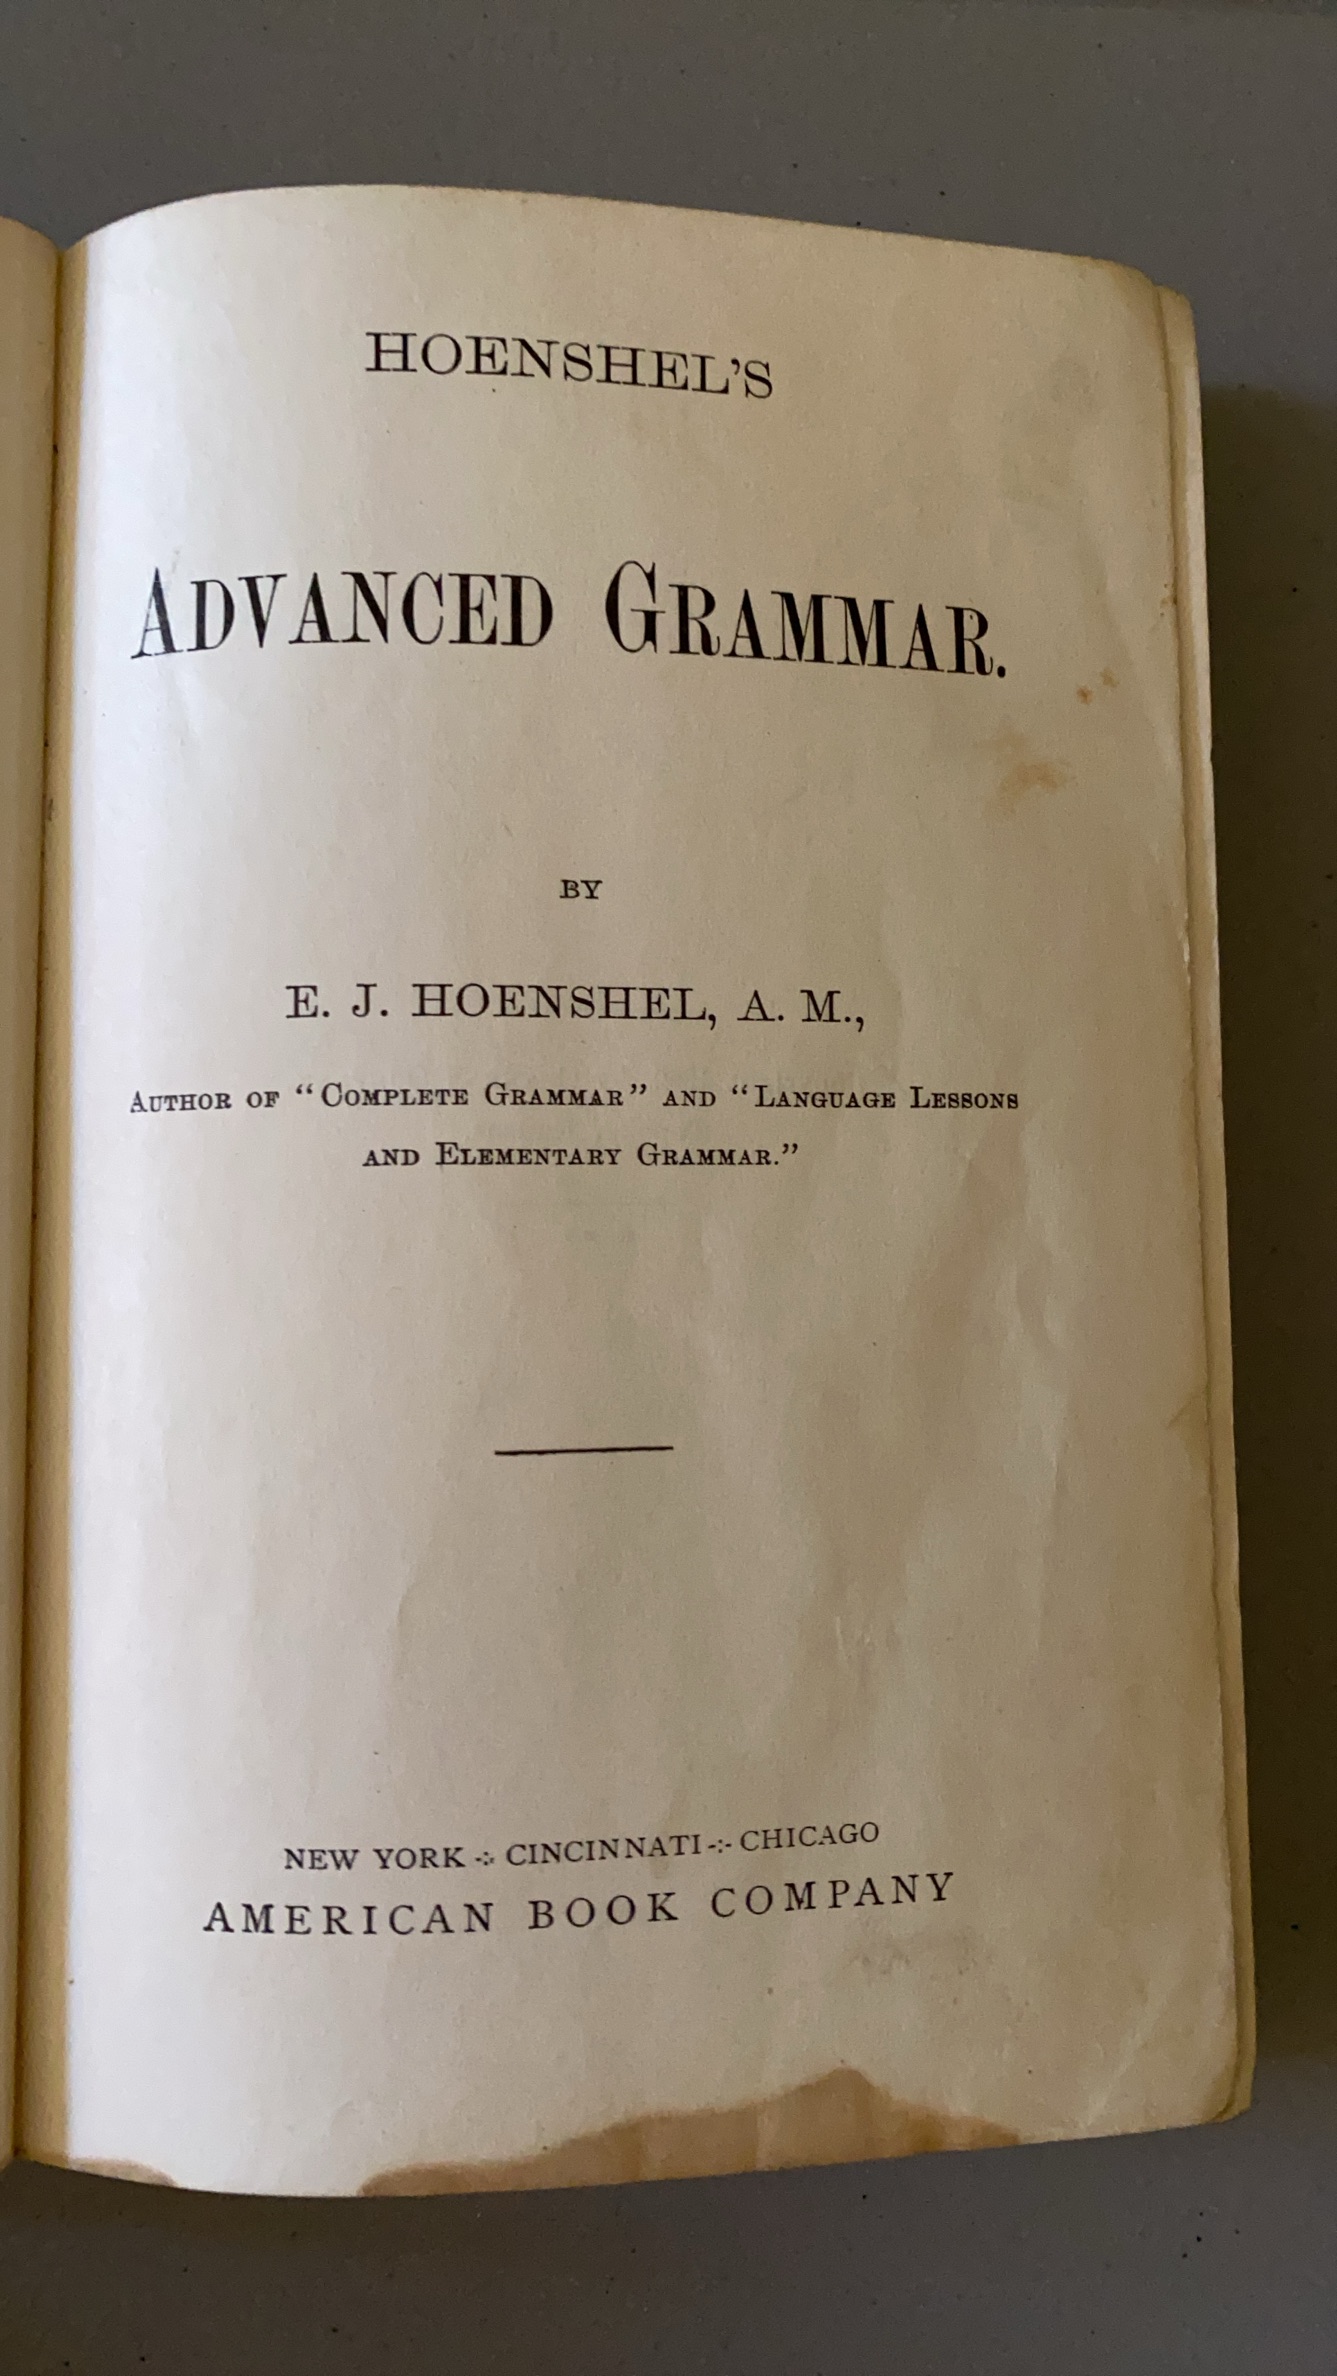 HOENSHEL'S
ADVANCED GRAMMAR.
BY
E. J. HOENSHEL, A. M.,
AUTHOR OF “COMPLETE GRAMMAR” AND “LANGUAGE LESSONS
AND ELEMENTARY GRAMMAR.”
NEW YORK ⁘ CINCINNATI ⁘ CHICAGO
AMERICAN BOOK COMPANY